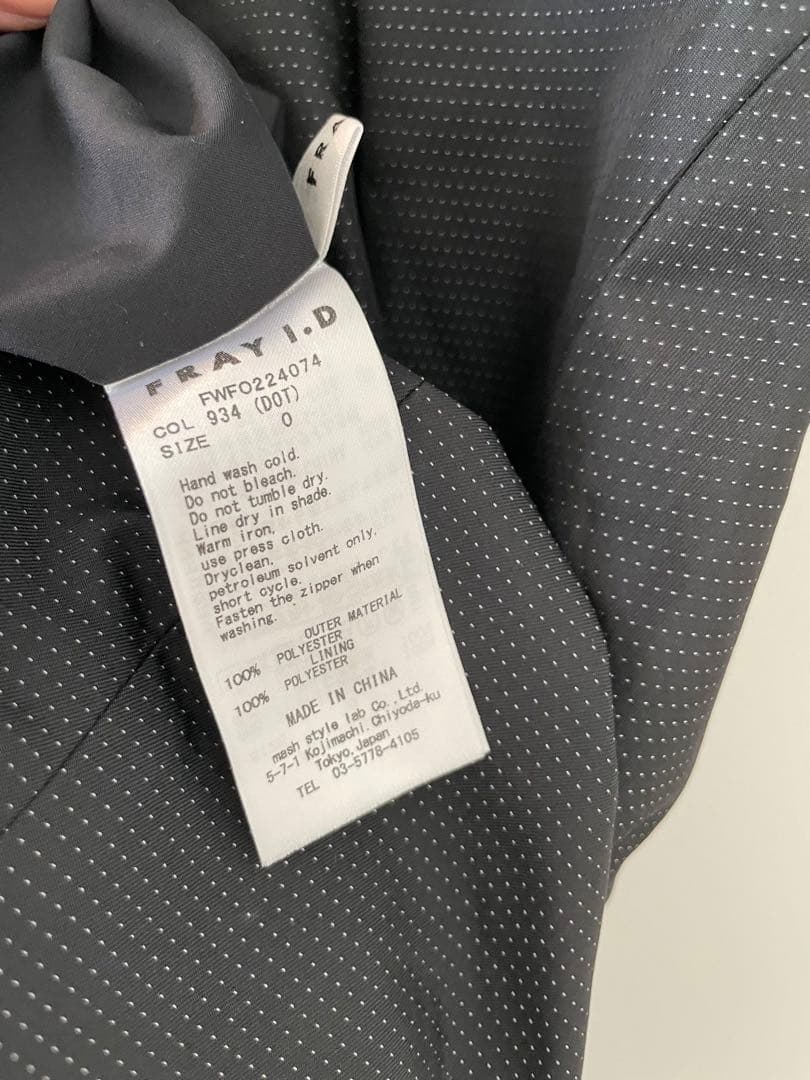 FRA
FRAY I.D
FWFO224074
COL 934 (DOT)
SIZE 0
Hand wash cold.
Do not bleach.
Do not tumble dry.
Line dry in shade.
Warm iron,
use press cloth.
Dryclean,
petroleum solvent only.
short cycle.
Fasten the zipper when
washing.
OUTER MATERIAL
100% POLYESTER
LINING
100% POLYESTER
MADE IN CHINA
mash style lab Co.,Ltd.
5-7-1 Kojimachi.Chiyoda-ku
Tokyo.Japan
TEL 03-5778-4105